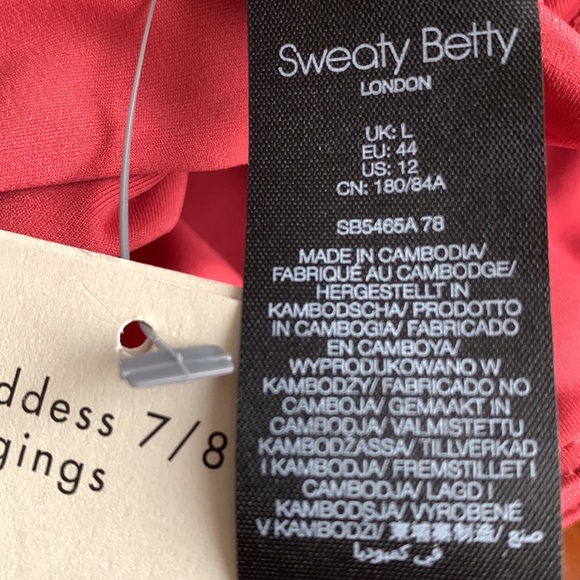 Sweaty Betty
LONDON
UK: L
EU: 44
US: 12
CN: 180/84A
SB5465A 78
MADE IN CAMBODIA/
FABRIQUÉ AU CAMBODGE/
HERGESTELLT IN
KAMBODSCHA/ PRODOTTO
IN CAMBOGIA/ FABRICADO
EN CAMBOYA/
WYPRODUKOWANO W
KAMBODŻY/ FABRICADO NO
CAMBOJA/ GEMAAKT IN
CAMBODJA/ VALMISTETTU
KAMBODŽASSA/ TILLVERKAD
I KAMBODJA/ FREMSTILLET I
CAMBODJA/ LAGD I
KAMBODSJA/ VYROBENÉ
V KAMBODŽI/ 柬埔寨制造/ صنع
في كمبوديا
ddess 7/8
gings